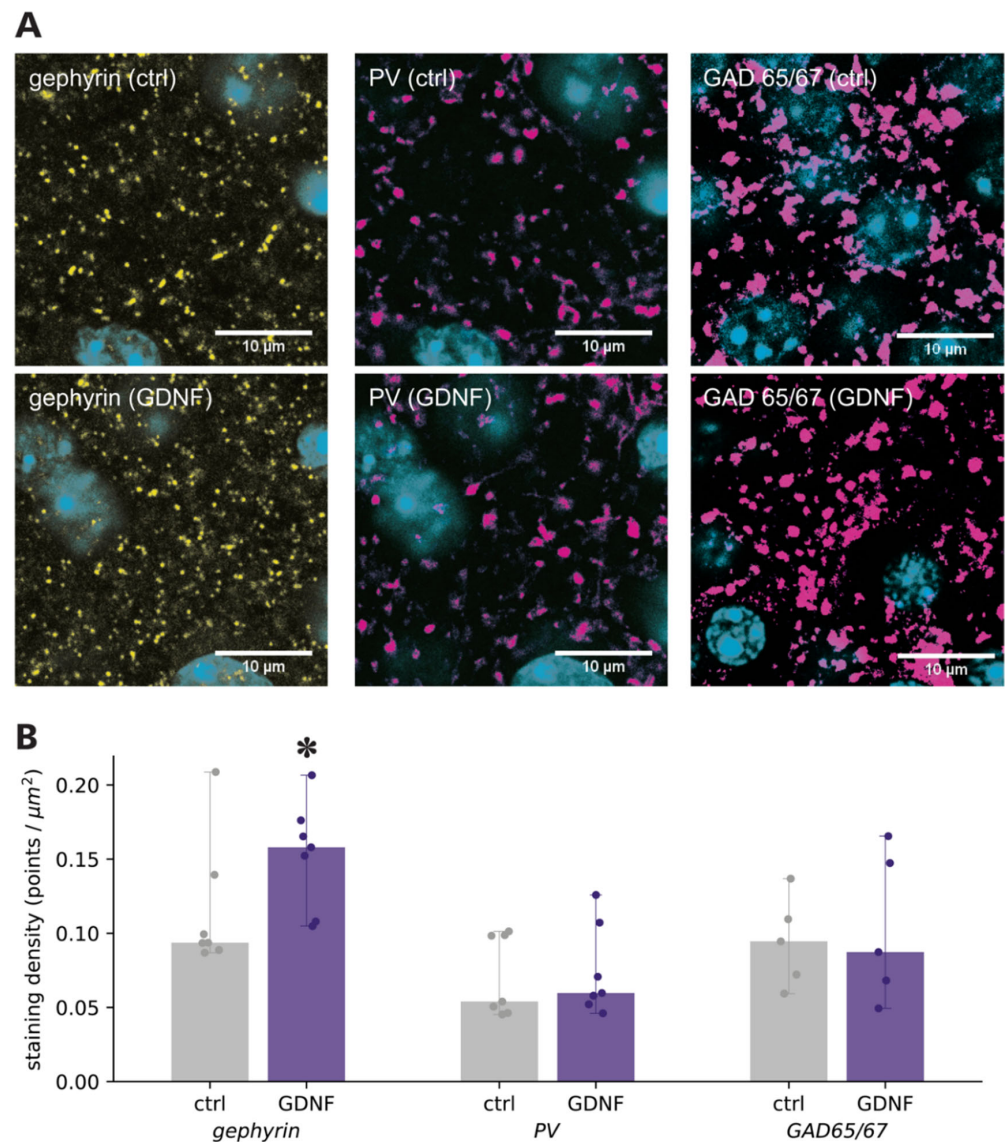 A
gephyrin (ctrl)
PV (ctrl)
GAD 65/67 (ctrl)
10 µm
10 µm
10 µm
gephyrin (GDNF)
PV (GDNF)
GAD 65/67 (GDNF)
10 µm
10 µm
10 µm
B
*
staining density (points / µm²)
0.20
0.15
0.10
0.05
0.00
ctrl GDNF ctrl GDNF ctrl GDNF
gephyrin PV GAD65/67